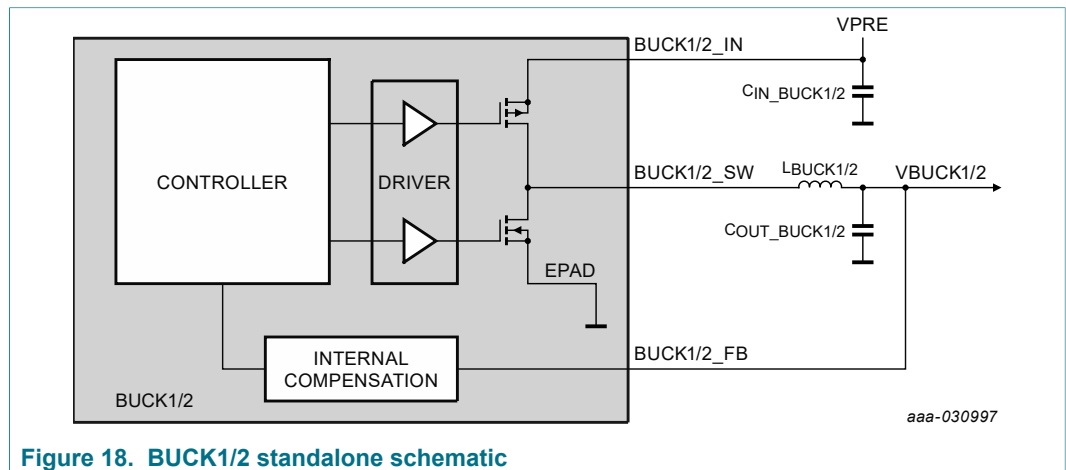 VPRE
BUCK1/2_IN
CIN_BUCK1/2
CONTROLLER
DRIVER
BUCK1/2_SW
LBUCK1/2
VBUCK1/2
COUT_BUCK1/2
EPAD
INTERNAL
COMPENSATION
BUCK1/2_FB
BUCK1/2
aaa-030997
Figure 18. BUCK1/2 standalone schematic